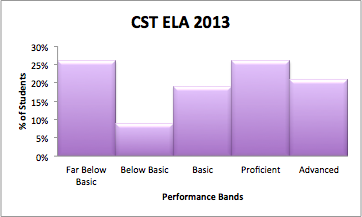 CST ELA 2013
% of Students
30%
25%
20%
15%
10%
5%
0%
Far Below
Basic
Below Basic
Basic
Proficient
Advanced
Performance Bands